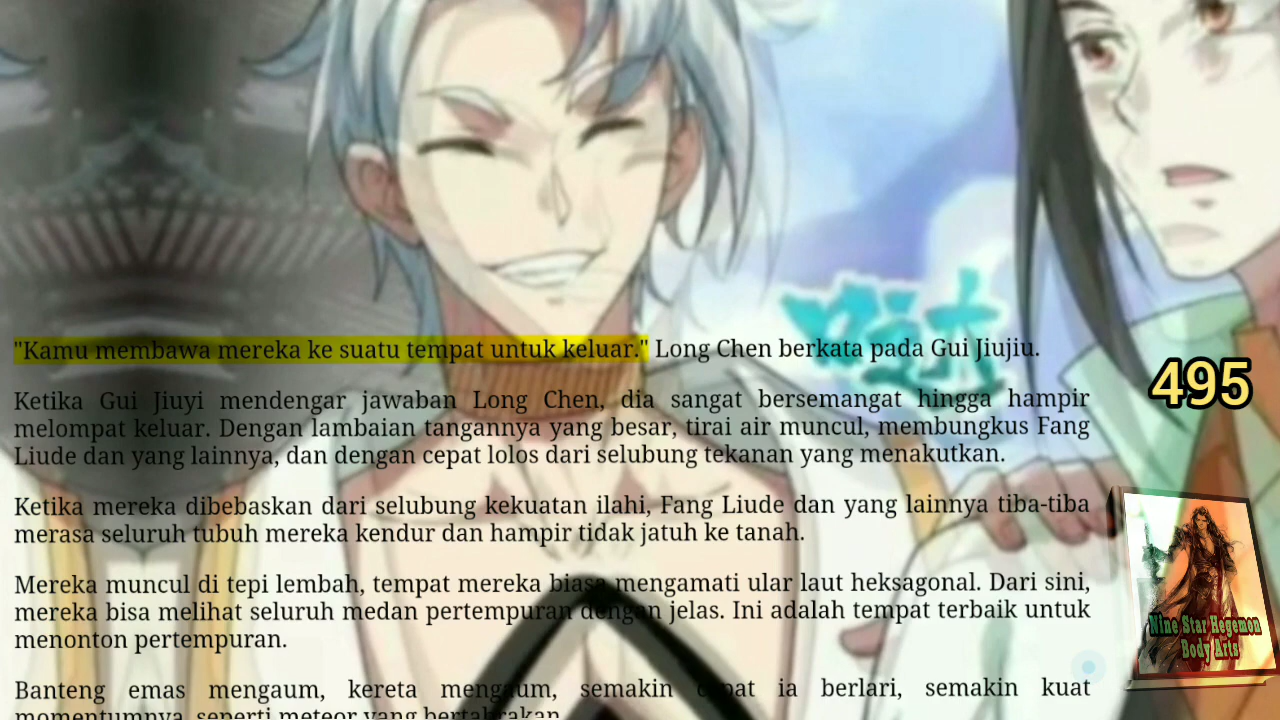 "Kamu membawa mereka ke suatu tempat untuk keluar." Long Chen berkata pada Gui Jiujiu.
Ketika Gui Jiuyi mendengar jawaban Long Chen, dia sangat bersemangat hingga hampir
melompat keluar. Dengan lambaian tangannya yang besar, tirai air muncul, membungkus Fang
Liude dan yang lainnya, dan dengan cepat lolos dari selubung tekanan yang menakutkan.
495
Ketika mereka dibebaskan dari selubung kekuatan ilahi, Fang Liude dan yang lainnya tiba-tiba
merasa seluruh tubuh mereka kendur dan hampir tidak jatuh ke tanah.
Mereka muncul di tepi lembah, tempat mereka biasa mengamati ular laut heksagonal. Dari sini,
mereka bisa melihat seluruh medan pertempuran dengan jelas. Ini adalah tempat terbaik untuk
menonton pertempuran.
Nine Star Hegemon
Body Arts
Banteng emas mengaum, kereta mengaum, semakin cepat ia berlari, semakin kuat
momentumnya, seperti meteor yang bertabrakan.